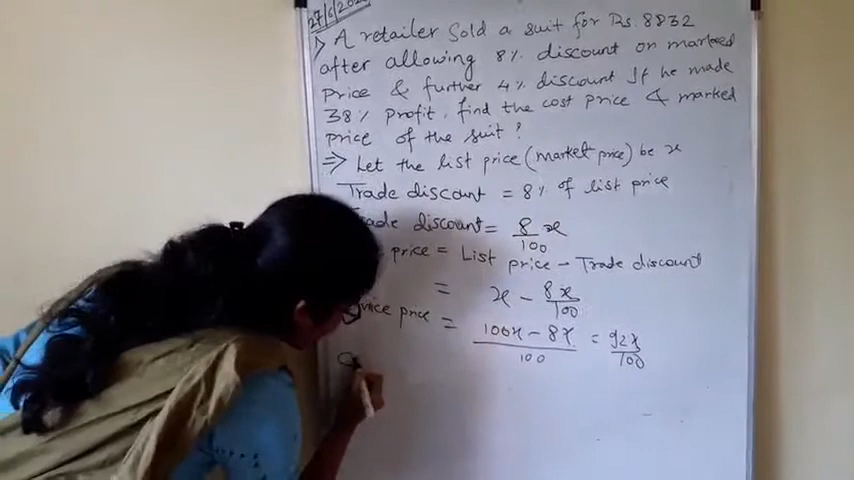 27/6/202
1> A retailer Sold a suit for Rs. 8832
after allowing 8% discount on marked
price & further 4% discount If he made
38% profit. find the cost price & marked
price of the suit?
⇒ Let the list price (market price) be x
Trade discount = 8% of list price
Trade discount = 8/100 x
price = List price - Trade discount
= x - 8x/100
price = 100x - 8x/100 = 92x/100